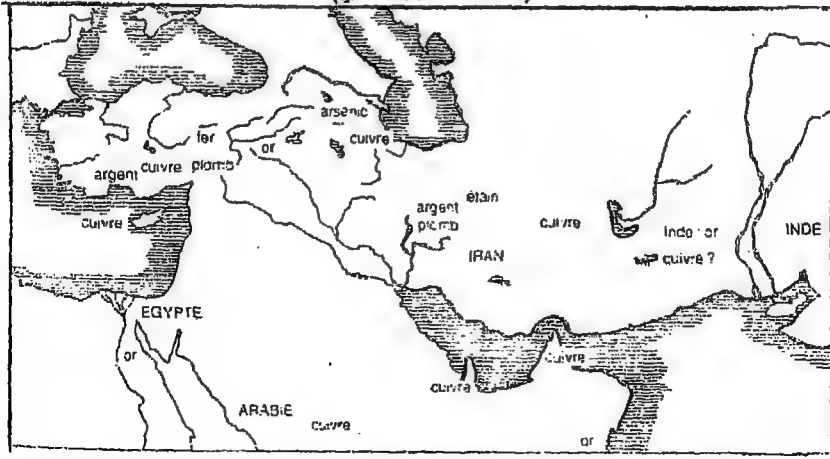 arsenic
fer
or
cuivre
argent
cuivre
plomb
cuivre
étain
argent
plomb
cuivre
Inde : or
cuivre ?
INDE
IRAN
EGYPTE
or
cuivre
cuivre
ARABIE
cuivre
or